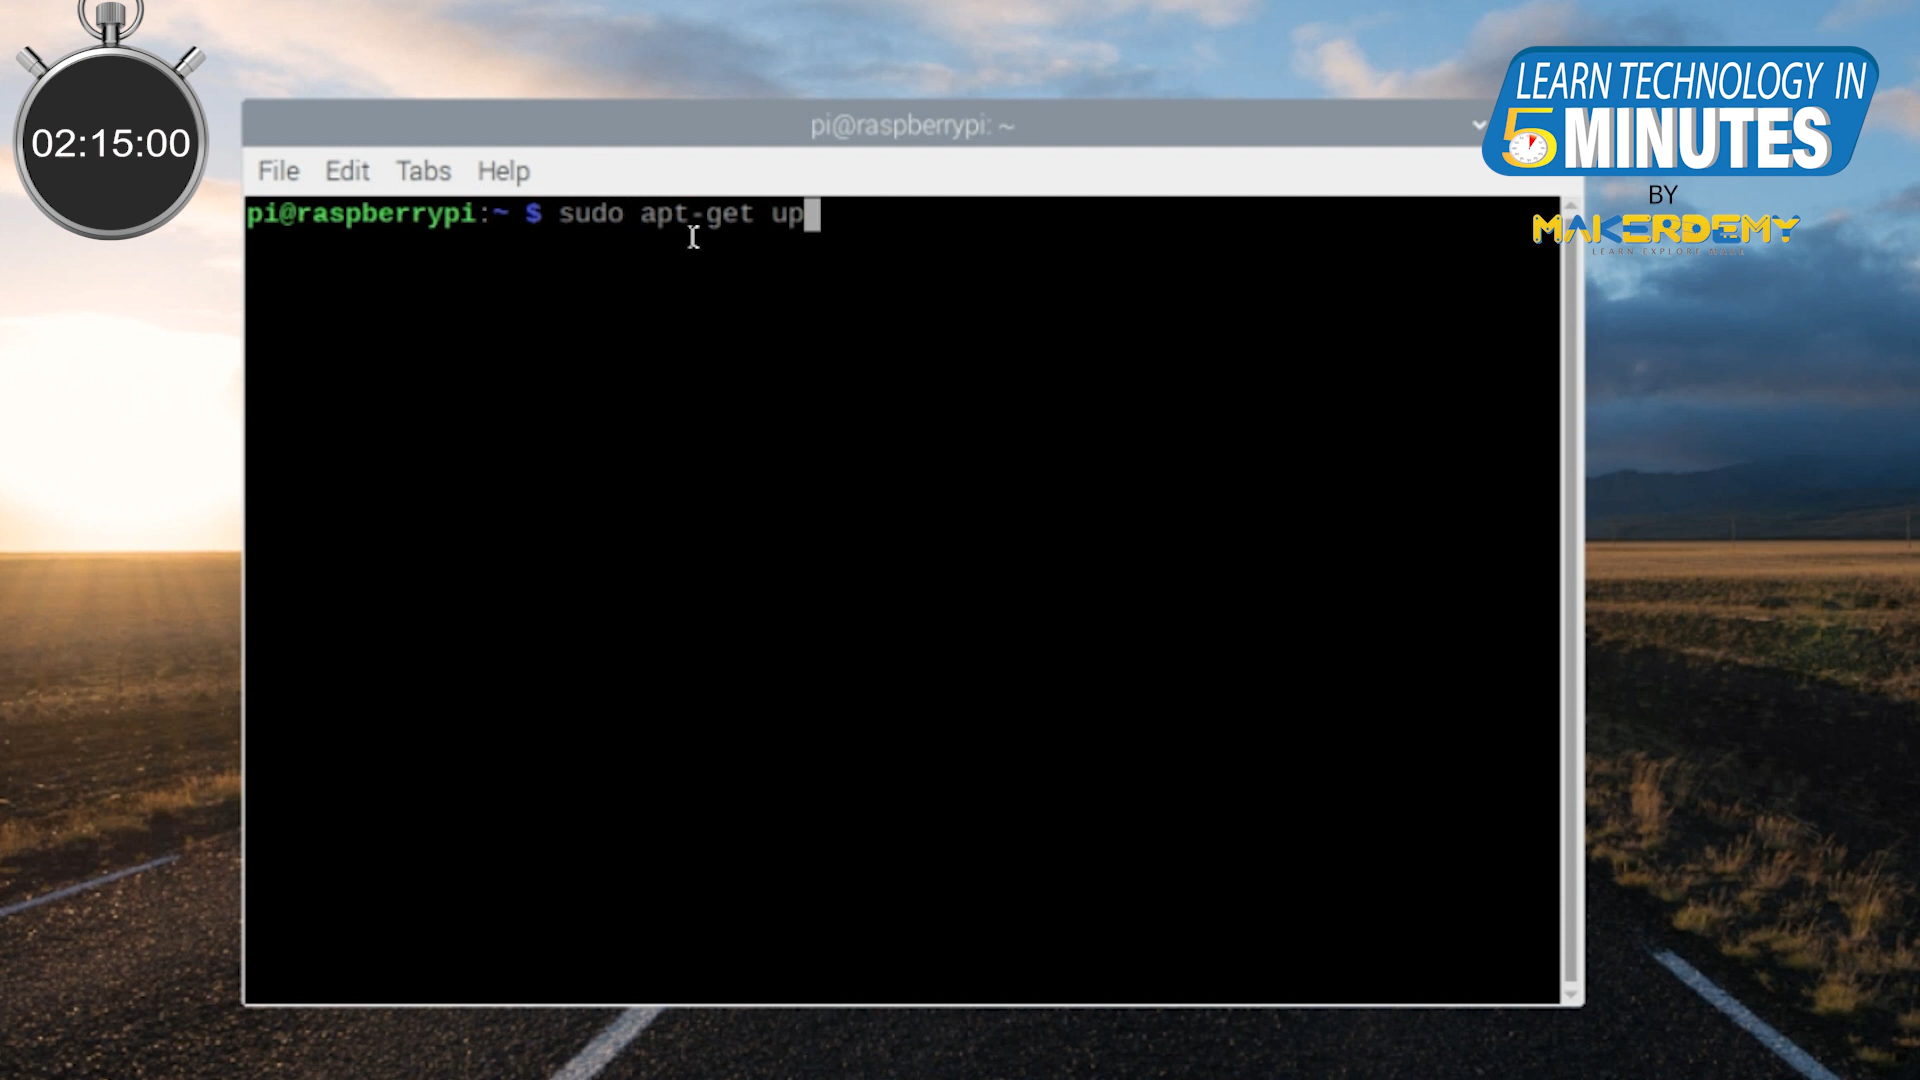 02:15:00
LEARN TECHNOLOGY IN
5 MINUTES
BY
MAKERDEMY
pi@raspberrypi: ~
File Edit Tabs Help
pi@raspberrypi:~ $ sudo apt-get up